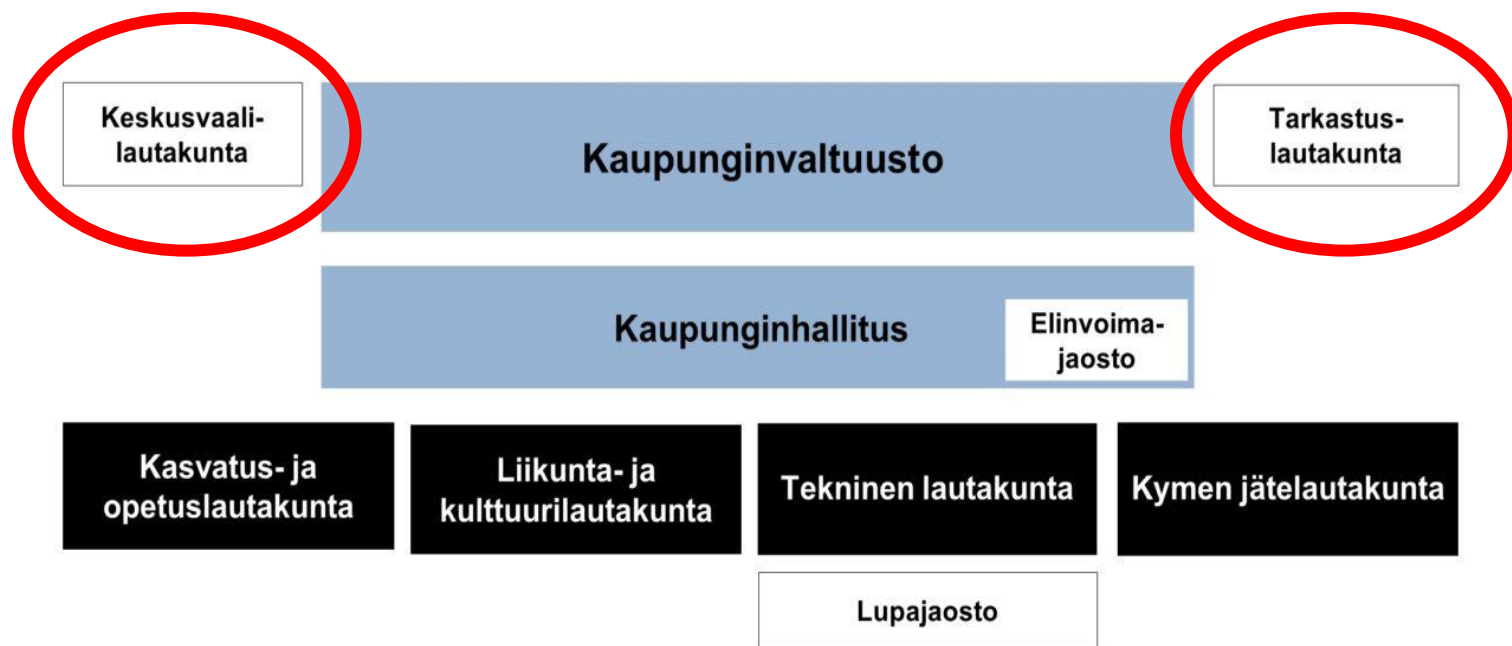 Keskusvaali-
lautakunta
Kaupunginvaltuusto
Tarkastus-
lautakunta
Kaupunginhallitus
Elinvoima-
jaosto
Kasvatus- ja
opetuslautakunta
Liikunta- ja
kulttuurilautakunta
Tekninen lautakunta
Kymen jätelautakunta
Lupajaosto